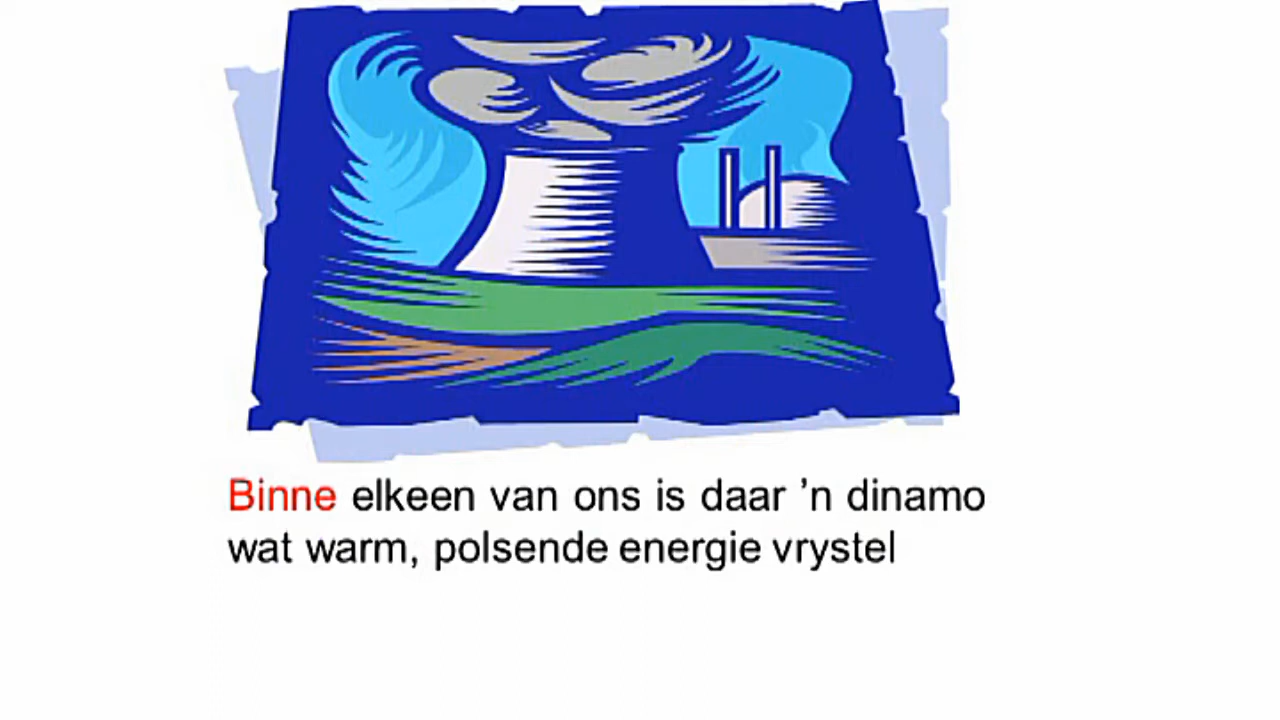 Binne elkeen van ons is daar ’n dinamo
wat warm, polsende energie vrystel